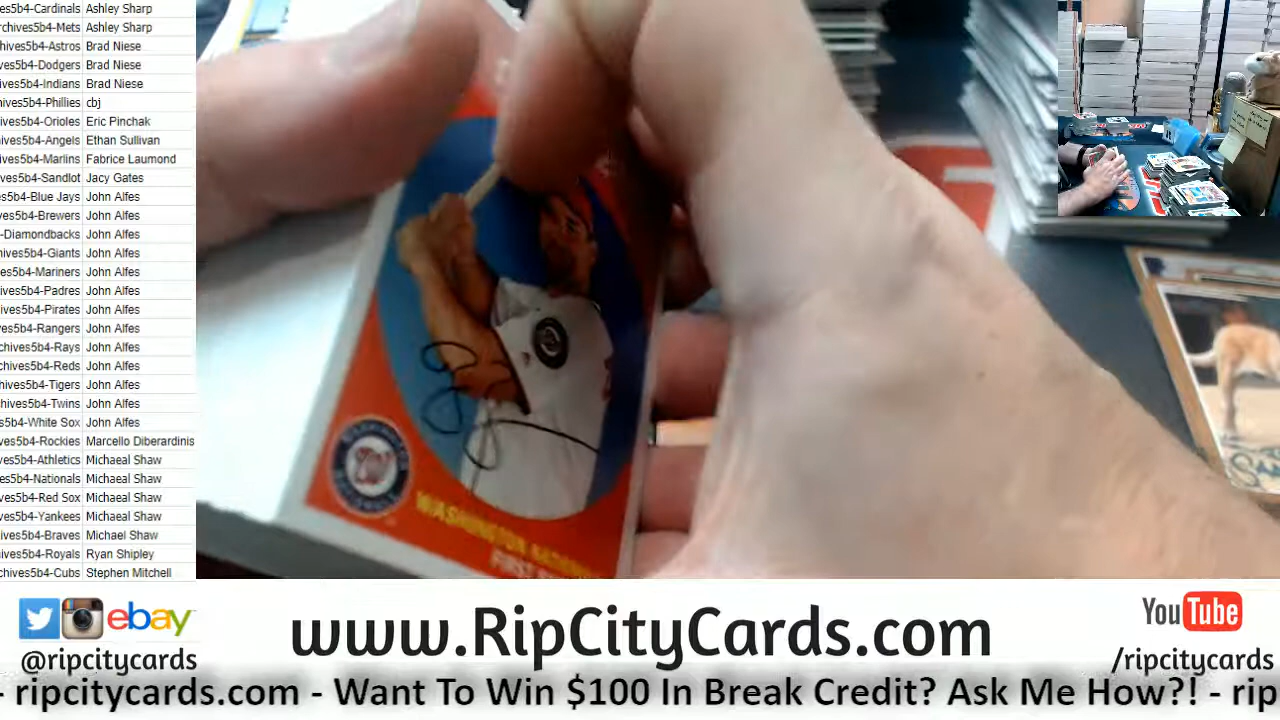 es5b4-Cardinals Ashley Sharp
rchives5b4-Mets Ashley Sharp
hives5b4-Astros Brad Niese
ives5b4-Dodgers Brad Niese
ives5b4-Indians Brad Niese
hives5b4-Phillies cbj
ives5b4-Orioles Eric Pinchak
hives5b4-Angels Ethan Sullivan
ives5b4-Marlins Fabrice Laumond
ves5b4-Sandlot Jacy Gates
es5b4-Blue Jays John Alfes
es5b4-Brewers John Alfes
-Diamondbacks John Alfes
hives5b4-Giants John Alfes
es5b4-Mariners John Alfes
ives5b4-Padres John Alfes
ives5b4-Pirates John Alfes
es5b4-Rangers John Alfes
chives5b4-Rays John Alfes
chives5b4-Reds John Alfes
hives5b4-Tigers John Alfes
hives5b4-Twins John Alfes
s5b4-White Sox John Alfes
ves5b4-Rockies Marcello Diberardinis
es5b4-Athletics Michaeal Shaw
es5b4-Nationals Michaeal Shaw
es5b4-Red Sox Michaeal Shaw
es5b4-Yankees Michaeal Shaw
ives5b4-Braves Michael Shaw
ives5b4-Royals Ryan Shipley
chives5b4-Cubs Stephen Mitchell
WASHINGTON
FIRST
ebay
@ripcitycards
www.RipCityCards.com
YouTube
/ripcitycards
- ripcitycards.com - Want To Win $100 In Break Credit? Ask Me How?! - rip